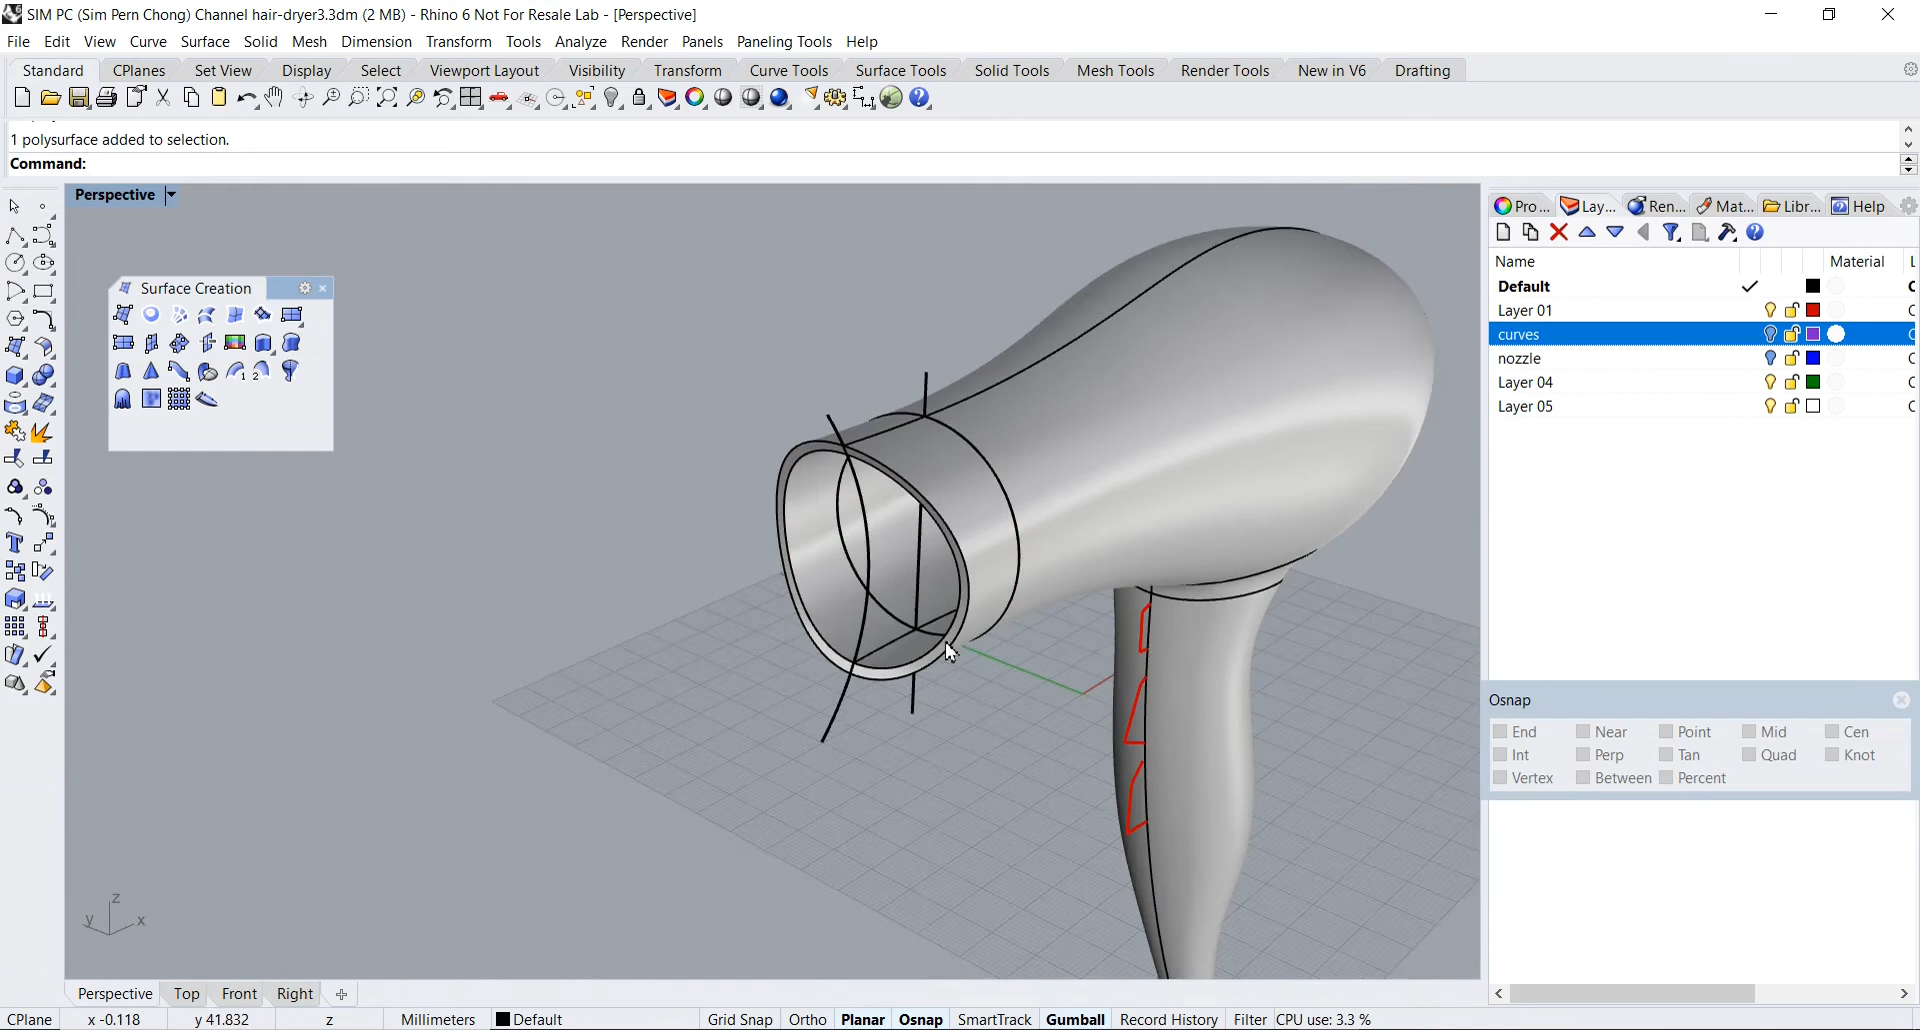 SIM PC (Sim Pern Chong) Channel hair-dryer3.3dm (2 MB) - Rhino 6 Not For Resale Lab - [Perspective]
File Edit View Curve Surface Solid Mesh Dimension Transform Tools Analyze Render Panels Paneling Tools Help
Standard CPlanes Set View Display Select Viewport Layout Visibility Transform Curve Tools Surface Tools Solid Tools Mesh Tools Render Tools New in V6 Drafting
1 polysurface added to selection.
Command:
Perspective
Pro... Lay... Ren... Mat... Libr... Help
Name Material L
Default C
Layer 01 C
curves C
nozzle C
Layer 04 C
Layer 05 C
Surface Creation
1 2
Osnap
End Near Point Mid Cen
Int Perp Tan Quad Knot
Vertex Between Percent
z
y x
Perspective Top Front Right
CPlane x -0.118 y 41.832 z Millimeters Default Grid Snap Ortho Planar Osnap SmartTrack Gumball Record History Filter CPU use: 3.3 %